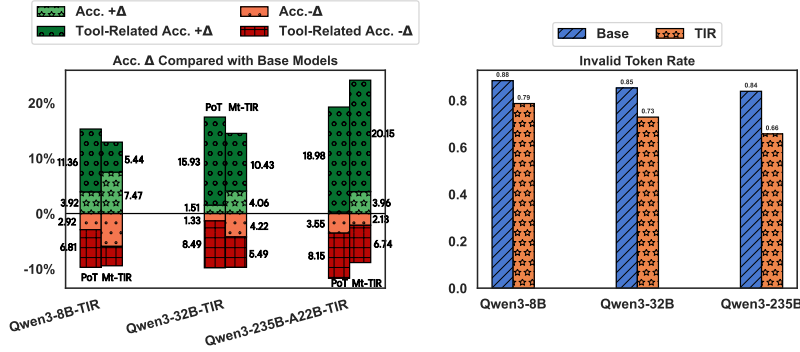 Acc. +Δ
Acc.-Δ
Tool-Related Acc. +Δ
Tool-Related Acc. -Δ
Acc. Δ Compared with Base Models
20%
10%
0%
-10%
11.36
3.92
2.92
6.81
5.44
7.47
PoT Mt-TIR
PoT Mt-TIR
15.93
1.51
1.33
8.49
10.43
4.06
4.22
5.49
18.98
3.55
8.15
20.15
3.96
2.13
6.74
PoT Mt-TIR
Qwen3-8B-TIR
Qwen3-32B-TIR
Qwen3-235B-A22B-TIR
Base
TIR
Invalid Token Rate
0.8
0.6
0.4
0.2
0.0
0.88
0.79
0.85
0.73
0.84
0.66
Qwen3-8B
Qwen3-32B
Qwen3-235B